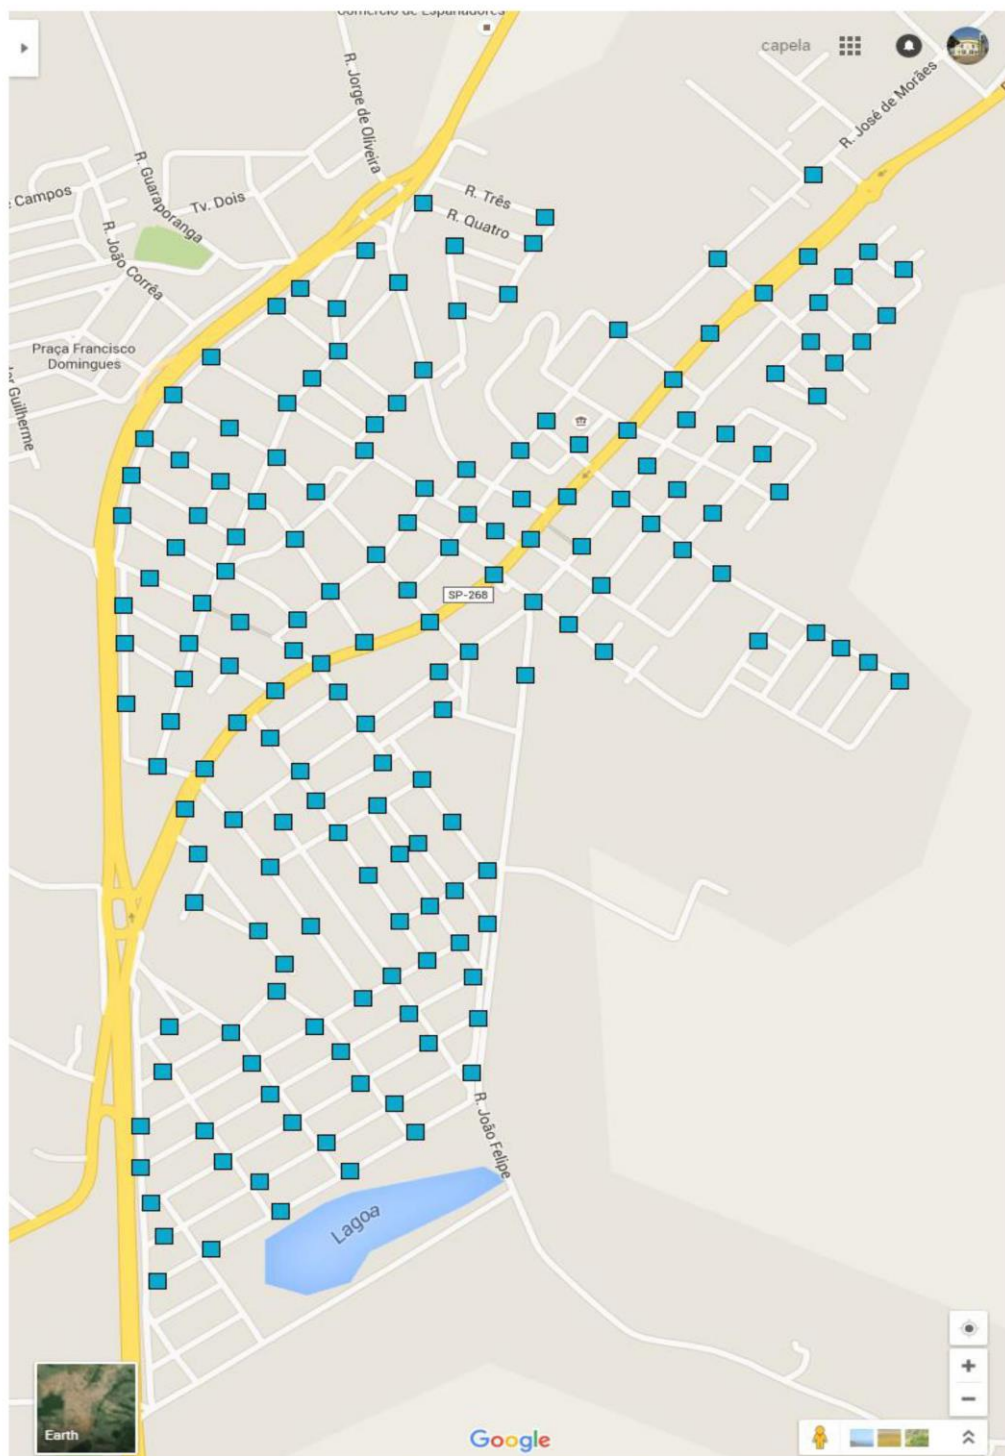 Comércio de Espanadores
capela
R. Jorge de Oliveira
R. José de Morães
R. Guaraporanga
R. Três
Campos
Tv. Dois
R. Quatro
R. João Corrêa
Praça Francisco
Domingues
Guilherme
SP-268
R. João Felipe
Lagoa
Earth
Google